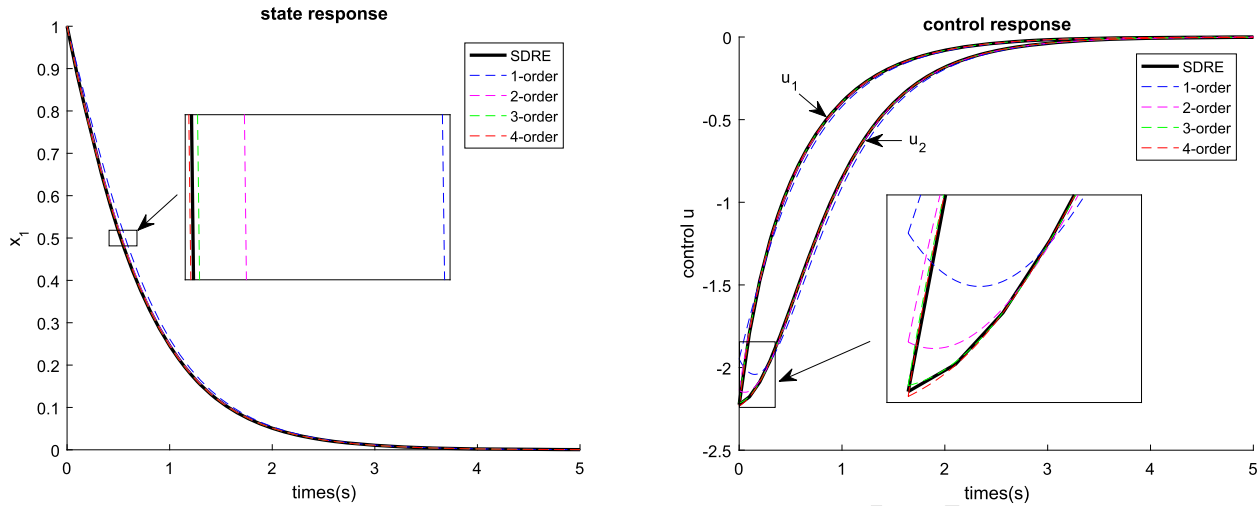 state response
1
0.9
0.8
0.7
0.6
0.5
0.4
0.3
0.2
0.1
0
x1
0
1
2
3
4
5
times(s)
SDRE
1-order
2-order
3-order
4-order
control response
0
-0.5
-1
-1.5
-2
-2.5
control u
0
1
2
3
4
5
times(s)
u1
u2
SDRE
1-order
2-order
3-order
4-order